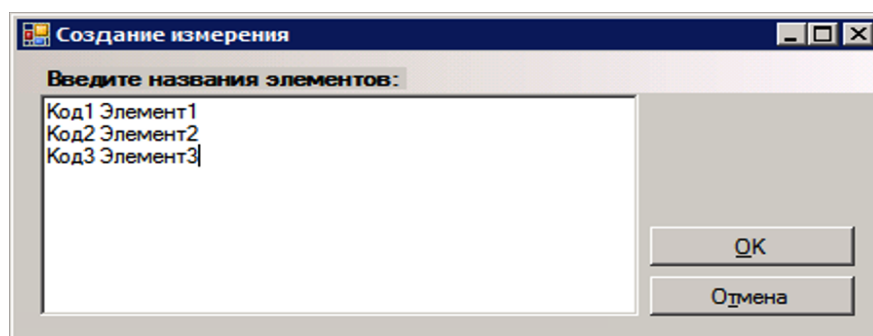 Создание измерения
Введите названия элементов:
Код1 Элемент1
Код2 Элемент2
Код3 Элемент3
OK
Отмена